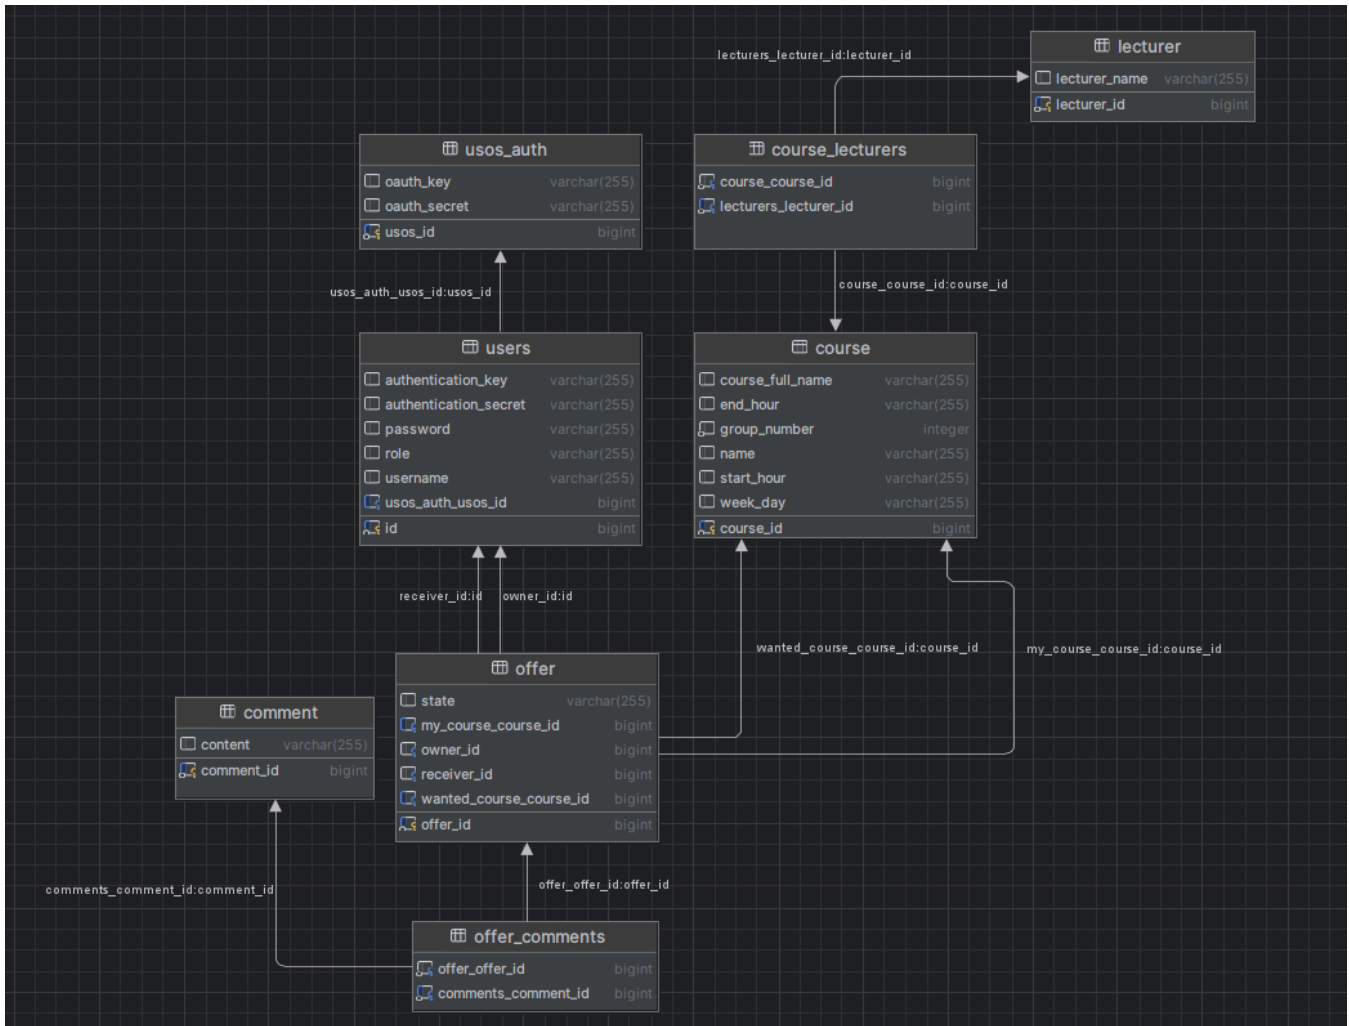 lecturer
lecturer_name varchar(255)
lecturer_id bigint
lecturers_lecturer_id:lecturer_id
usos_auth
oauth_key varchar(255)
oauth_secret varchar(255)
usos_id bigint
course_lecturers
course_course_id bigint
lecturers_lecturer_id bigint
usos_auth_usos_id:usos_id
course_course_id:course_id
users
authentication_key varchar(255)
authentication_secret varchar(255)
password varchar(255)
role varchar(255)
username varchar(255)
usos_auth_usos_id bigint
id bigint
course
course_full_name varchar(255)
end_hour varchar(255)
group_number integer
name varchar(255)
start_hour varchar(255)
week_day varchar(255)
course_id bigint
receiver_id:id
owner_id:id
wanted_course_course_id:course_id
my_course_course_id:course_id
offer
state varchar(255)
my_course_course_id bigint
owner_id bigint
receiver_id bigint
wanted_course_course_id bigint
offer_id bigint
comment
content varchar(255)
comment_id bigint
comments_comment_id:comment_id
offer_offer_id:offer_id
offer_comments
offer_offer_id bigint
comments_comment_id bigint